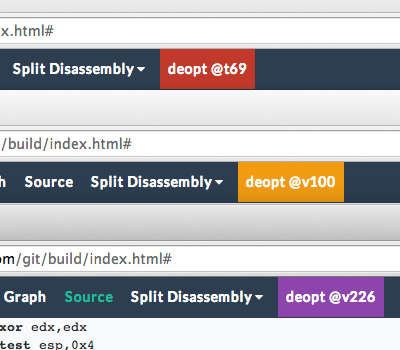 x.html#
Split Disassembly deopt @t69
/build/index.html#
h Source Split Disassembly deopt @v100
om/git/build/index.html#
Graph Source Split Disassembly deopt @v226
xor edx,edx
test esp,0x4